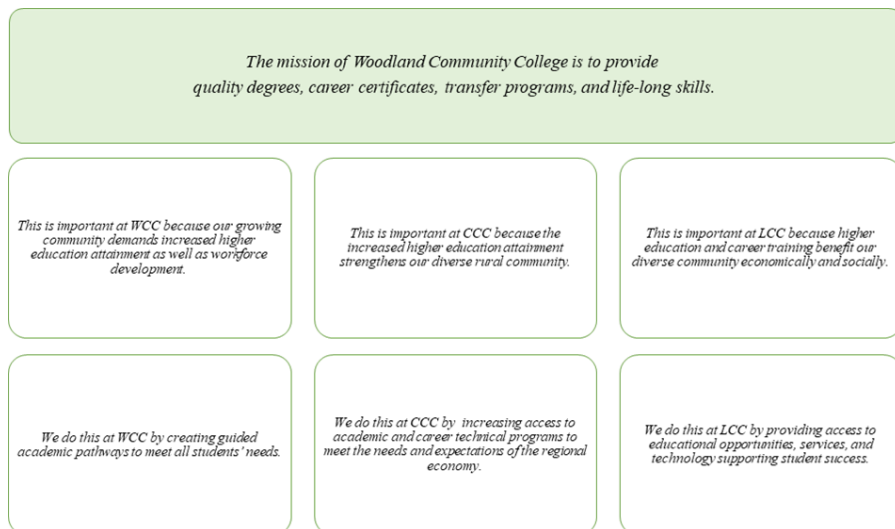 The mission of Woodland Community College is to provide
quality degrees, career certificates, transfer programs, and life-long skills.
This is important at WCC because our growing
community demands increased higher
education attainment as well as workforce
development.
This is important at CCC because the
increased higher education attainment
strengthens our diverse rural community.
This is important at LCC because higher
education and career training benefit our
diverse community economically and socially.
We do this at WCC by creating guided
academic pathways to meet all students' needs.
We do this at CCC by increasing access to
academic and career technical programs to
meet the needs and expectations of the regional
economy.
We do this at LCC by providing access to
educational opportunities, services, and
technology supporting student success.